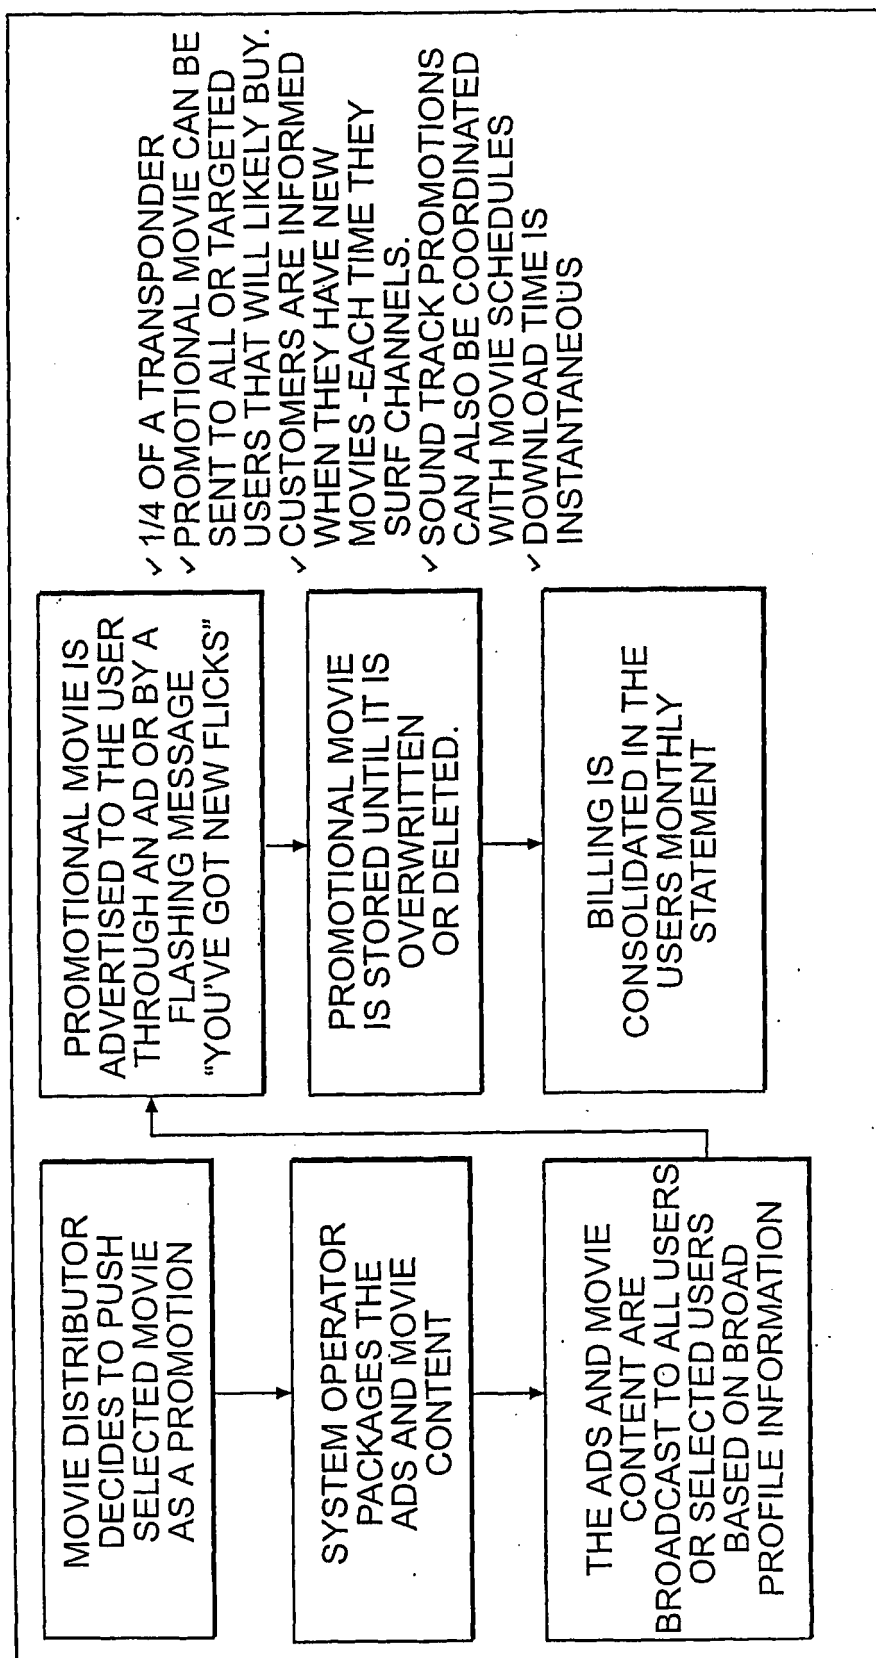 MOVIE DISTRIBUTOR
DECIDES TO PUSH
SELECTED MOVIE
AS A PROMOTION
SYSTEM OPERATOR
PACKAGES THE
ADS AND MOVIE
CONTENT
THE ADS AND MOVIE
CONTENT ARE
BROADCAST TO ALL USERS
OR SELECTED USERS
BASED ON BROAD
PROFILE INFORMATION
PROMOTIONAL MOVIE IS
ADVERTISED TO THE USER
THROUGH AN AD OR BY A
FLASHING MESSAGE
“YOU'VE GOT NEW FLICKS”
PROMOTIONAL MOVIE
IS STORED UNTIL IT IS
OVERWRITTEN
OR DELETED.
BILLING IS
CONSOLIDATED IN THE
USERS MONTHLY
STATEMENT
✓ 1/4 OF A TRANSPONDER
✓ PROMOTIONAL MOVIE CAN BE
SENT TO ALL OR TARGETED
USERS THAT WILL LIKELY BUY.
✓ CUSTOMERS ARE INFORMED
WHEN THEY HAVE NEW
MOVIES -EACH TIME THEY
SURF CHANNELS.
✓ SOUND TRACK PROMOTIONS
CAN ALSO BE COORDINATED
WITH MOVIE SCHEDULES
✓ DOWNLOAD TIME IS
INSTANTANEOUS